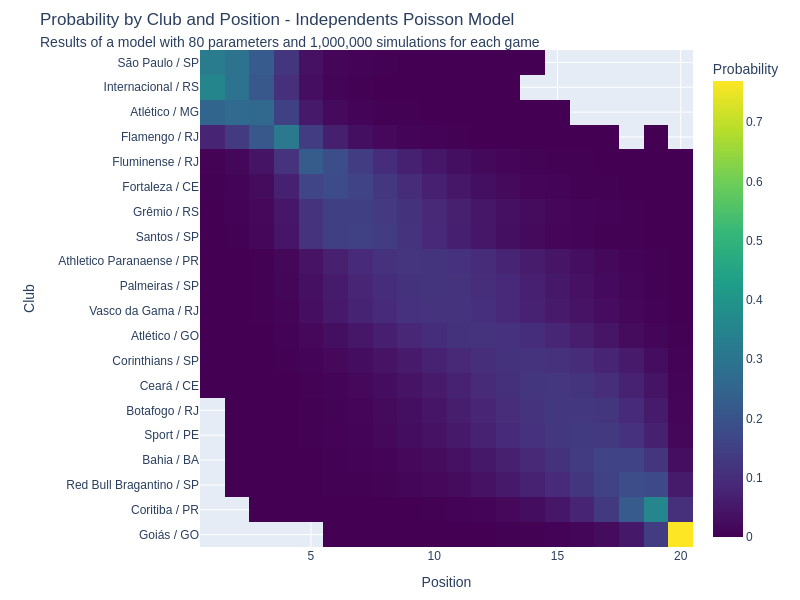 Probability by Club and Position - Independents Poisson Model
Results of a model with 80 parameters and 1,000,000 simulations for each game
Probability
São Paulo / SP
Internacional / RS
Atlético / MG
Flamengo / RJ
Fluminense / RJ
Fortaleza / CE
Grêmio / RS
Santos / SP
Athletico Paranaense / PR
Palmeiras / SP
Vasco da Gama / RJ
Atlético / GO
Corinthians / SP
Ceará / CE
Botafogo / RJ
Sport / PE
Bahia / BA
Red Bull Bragantino / SP
Coritiba / PR
Goiás / GO
Club
5
10
15
20
Position
0.7
0.6
0.5
0.4
0.3
0.2
0.1
0